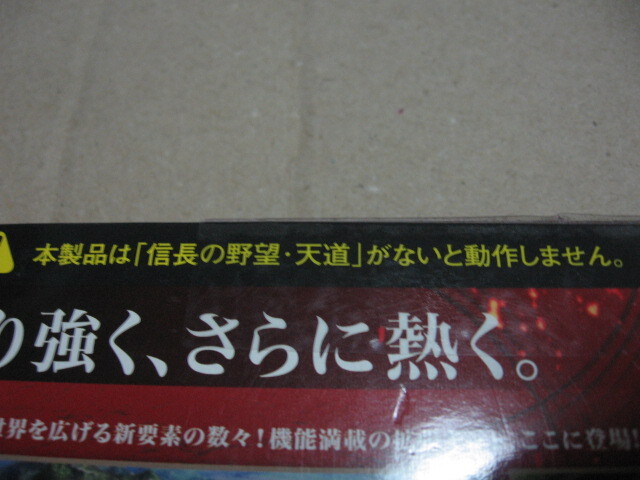 本製品は「信長の野望・天道」がないと動作しません。
り強く、さらに熱く。
世界を広げる新要素の数々!機能満載の拡 ここに登場!